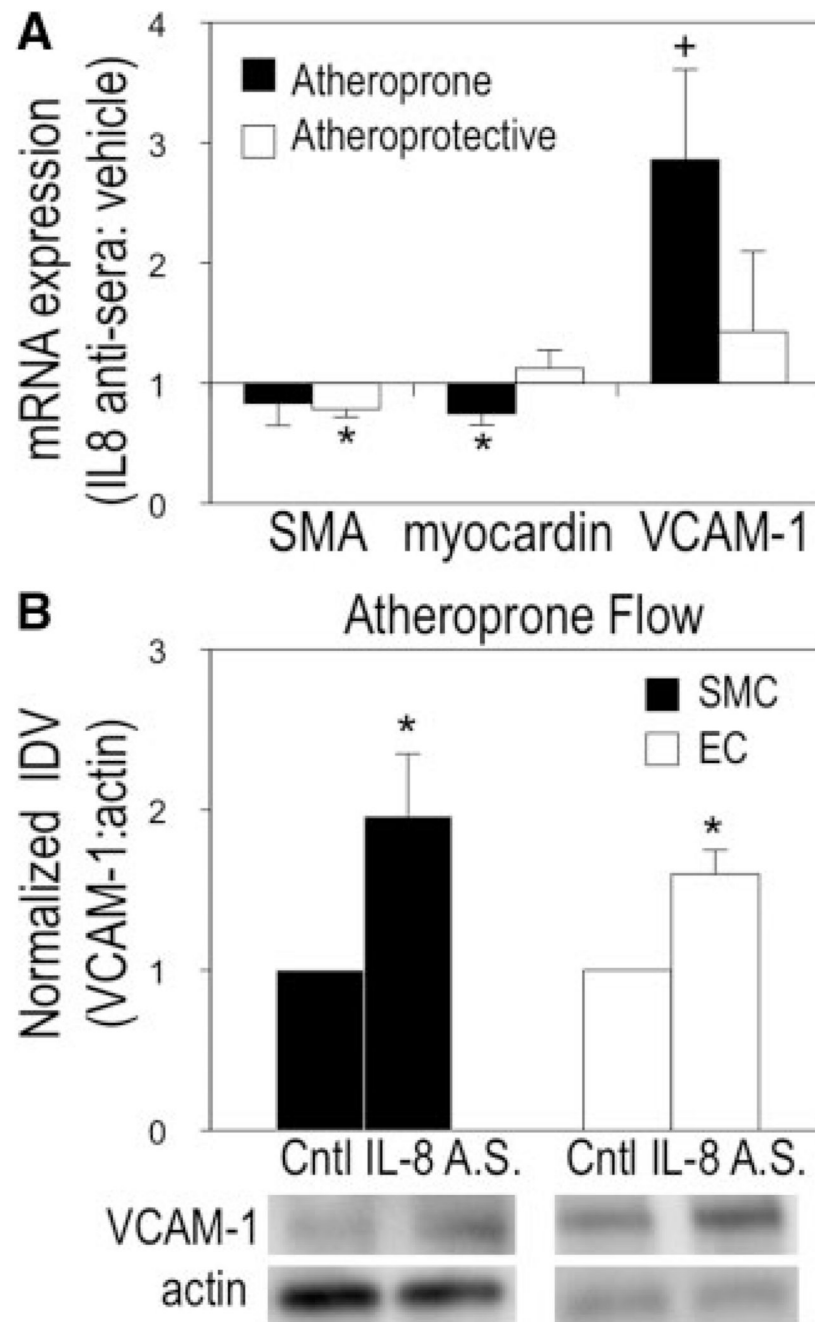 A
mRNA expression
(IL8 anti-sera: vehicle)
4
3
2
1
0
Atheroprone
Atheroprotective
+
*
*
SMA myocardin VCAM-1
B
Atheroprone Flow
Normalized IDV
(VCAM-1:actin)
3
2
1
0
SMC
EC
*
*
Cntl IL-8 A.S. Cntl IL-8 A.S.
VCAM-1
actin